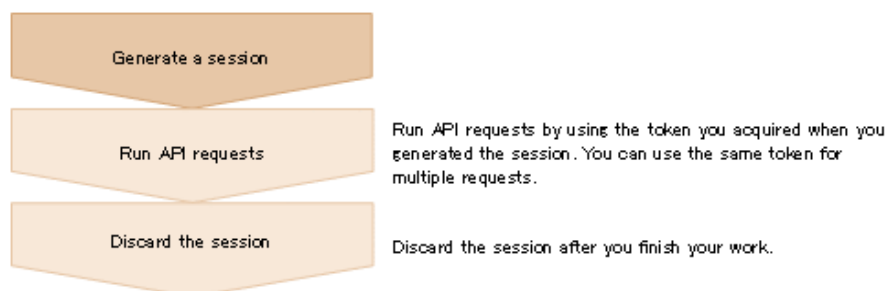 Generate a session
Run API requests
Run API requests by using the token you acquired when you
generated the session. You can use the same token for
multiple requests.
Discard the session
Discard the session after you finish your work.